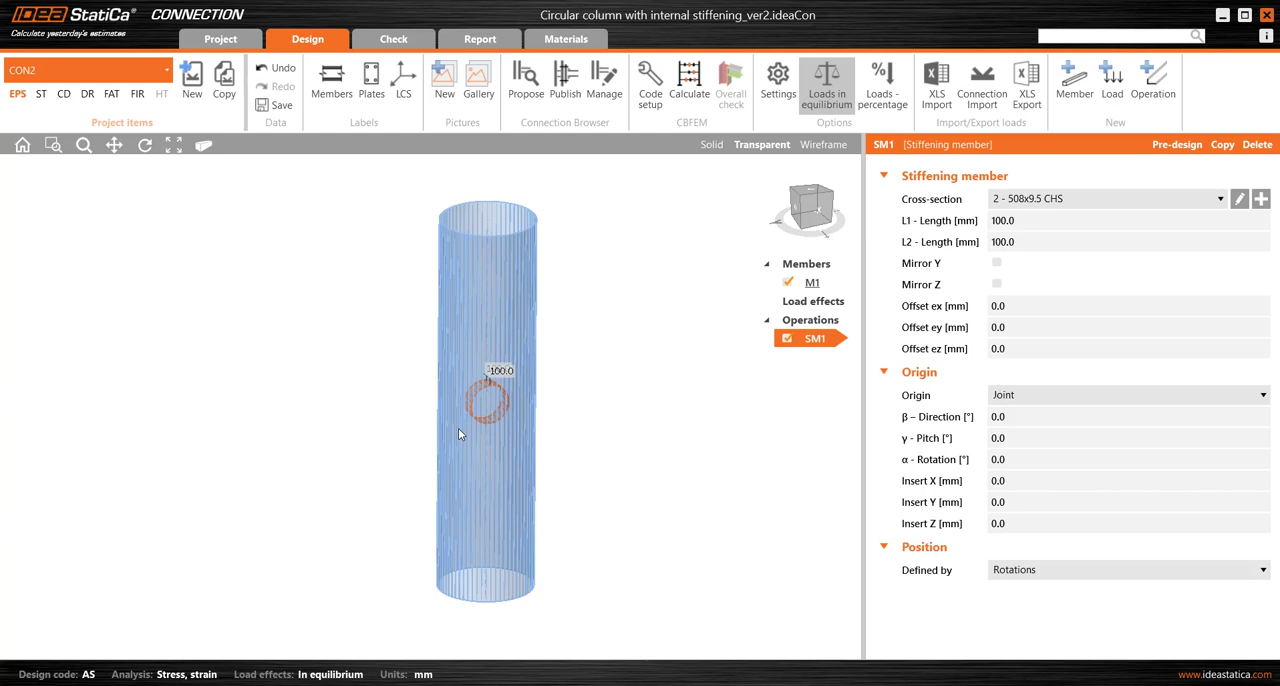 IDEA StatiCa® CONNECTION
Calculate yesterday's estimates
Circular column with internal stiffening_ver2.ideaCon
Project Design Check Report Materials
CON2
EPS ST CD DR FAT FIR HT
New Copy
Project items
Undo
Redo
Save
Data
Members Plates LCS
Labels
New Gallery
Pictures
Propose Publish Manage
Connection Browser
Code setup Calculate Overall check
CBFEM
Settings Loads in equilibrium Loads - percentage
Options
XLS Import Connection Import XLS Export
Import/Export loads
Member Load Operation
New
Solid Transparent Wireframe
SM1 [Stiffening member] Pre-design Copy Delete
100.0
Members
M1
Load effects
Operations
SM1
Stiffening member
Cross-section 2 - 508x9.5 CHS
L1 - Length [mm] 100.0
L2 - Length [mm] 100.0
Mirror Y
Mirror Z
Offset ex [mm] 0.0
Offset ey [mm] 0.0
Offset ez [mm] 0.0
Origin
Origin Joint
β – Direction [°] 0.0
γ - Pitch [°] 0.0
α - Rotation [°] 0.0
Insert X [mm] 0.0
Insert Y [mm] 0.0
Insert Z [mm] 0.0
Position
Defined by Rotations
Design code: AS Analysis: Stress, strain Load effects: In equilibrium Units: mm
www.ideastatica.com